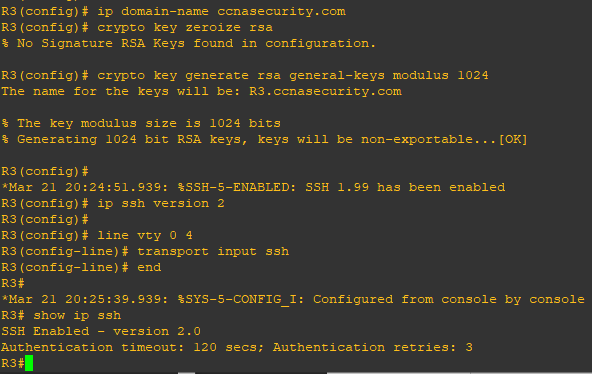 R3(config)# ip domain-name ccnasecurity.com
R3(config)# crypto key zeroize rsa
% No Signature RSA Keys found in configuration.
R3(config)# crypto key generate rsa general-keys modulus 1024
The name for the keys will be: R3.ccnasecurity.com
% The key modulus size is 1024 bits
% Generating 1024 bit RSA keys, keys will be non-exportable...[OK]
R3(config)#
*Mar 21 20:24:51.939: %SSH-5-ENABLED: SSH 1.99 has been enabled
R3(config)# ip ssh version 2
R3(config)#
R3(config)# line vty 0 4
R3(config-line)# transport input ssh
R3(config-line)# end
R3#
*Mar 21 20:25:39.939: %SYS-5-CONFIG_I: Configured from console by console
R3# show ip ssh
SSH Enabled - version 2.0
Authentication timeout: 120 secs; Authentication retries: 3
R3#